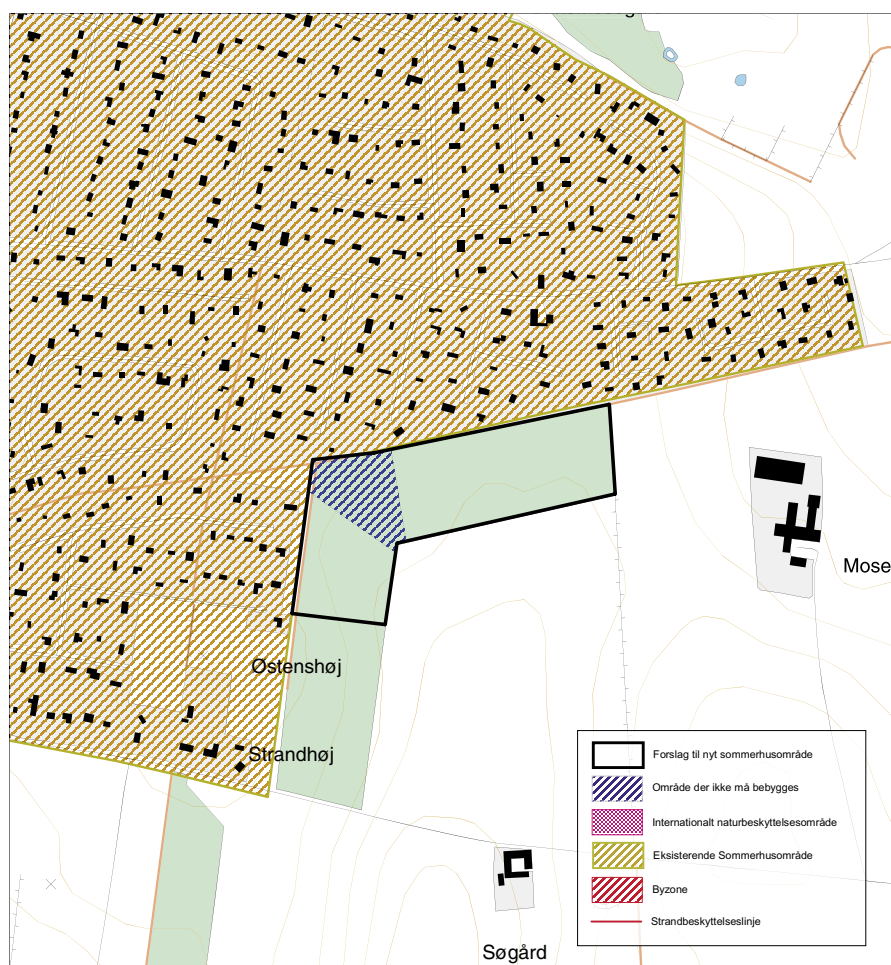 Mose
Østenshøj
Strandhøj
Søgård
Forslag til nyt sommerhusområde
Område der ikke må bebygges
Internationalt naturbeskyttelsesområde
Eksisterende Sommerhusområde
Byzone
Strandbeskyttelseslinje